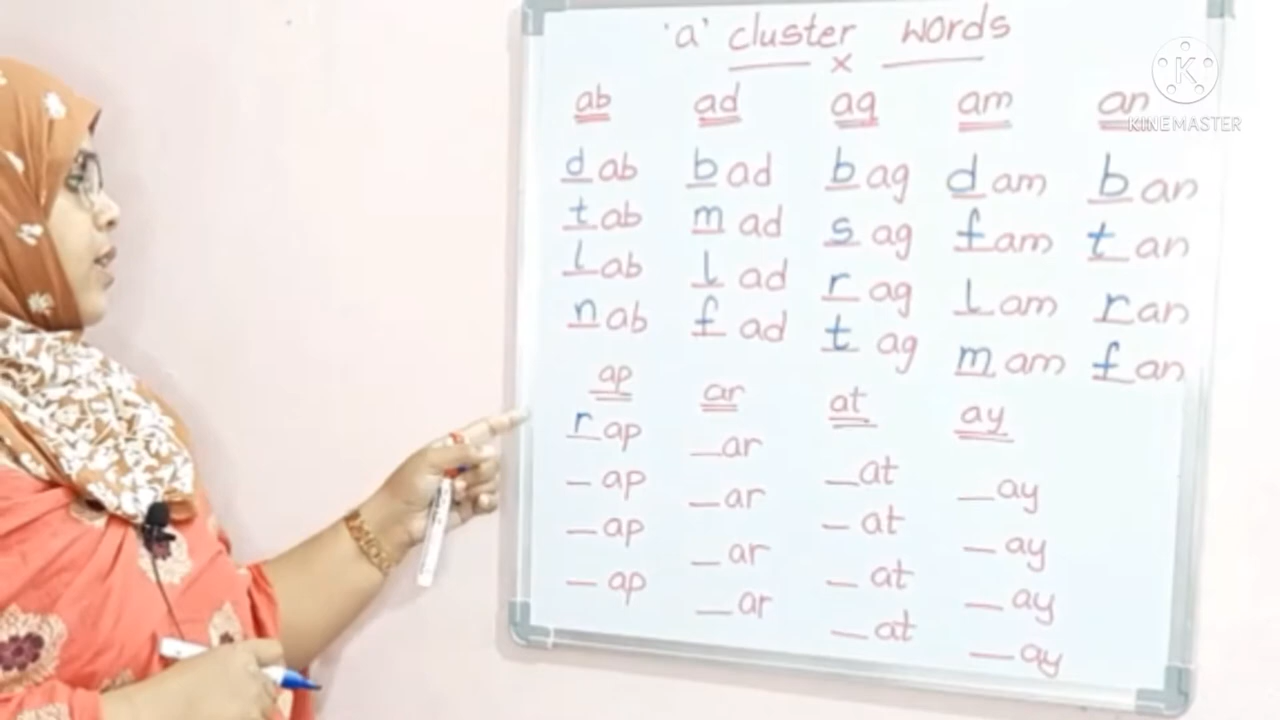 'a' cluster words
x
ab ad ag am an
dab bad bag dam ban
tab mad sag fam tan
lab lad rag lam ran
nab fad tag mam fan
ap ar at ay
rap _ar _at _ay
_ap _ar _at _ay
_ap _ar _at _ay
_ap _ar _at _ay
K
KINEMASTER